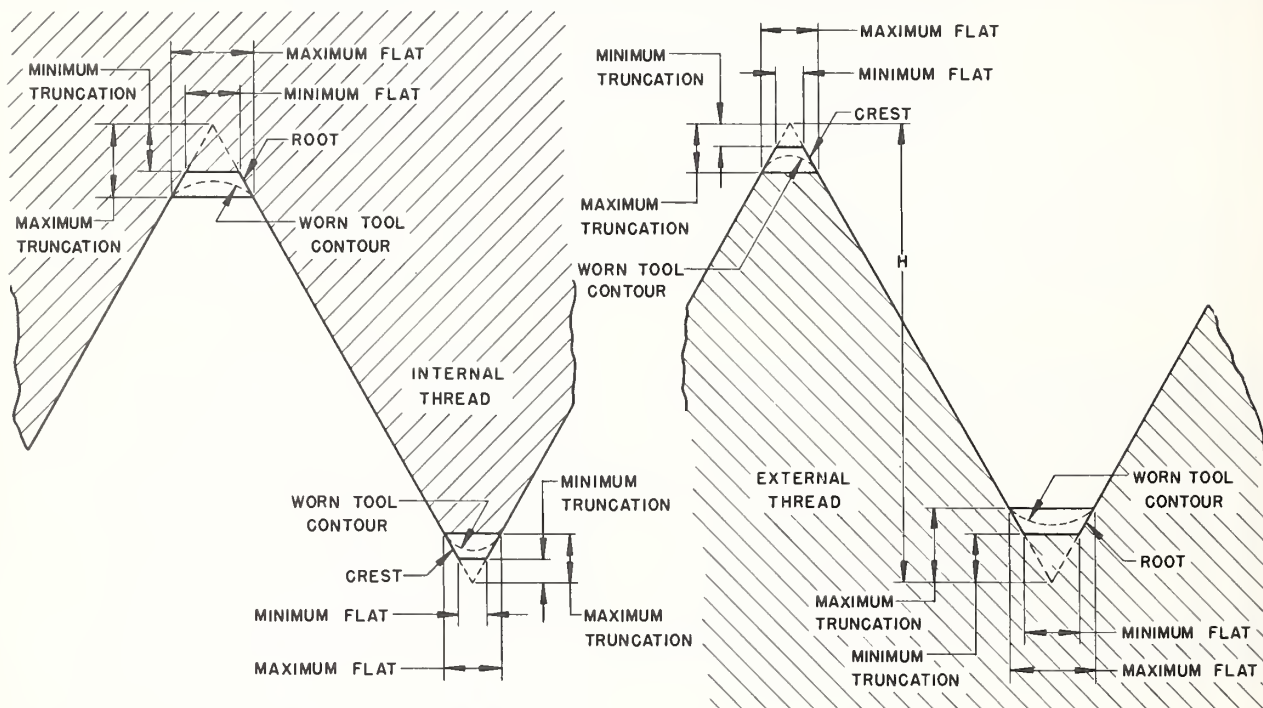 MAXIMUM FLAT
MINIMUM
TRUNCATION
MINIMUM FLAT
ROOT
MAXIMUM
TRUNCATION
WORN TOOL
CONTOUR
INTERNAL
THREAD
WORN TOOL
CONTOUR
MINIMUM
TRUNCATION
CREST
MINIMUM FLAT
MAXIMUM
TRUNCATION
MAXIMUM FLAT
MAXIMUM FLAT
MINIMUM
TRUNCATION
MINIMUM FLAT
CREST
MAXIMUM
TRUNCATION
WORN TOOL
CONTOUR
H
EXTERNAL
THREAD
WORN TOOL
CONTOUR
ROOT
MAXIMUM
TRUNCATION
MINIMUM FLAT
MINIMUM
TRUNCATION
MAXIMUM FLAT